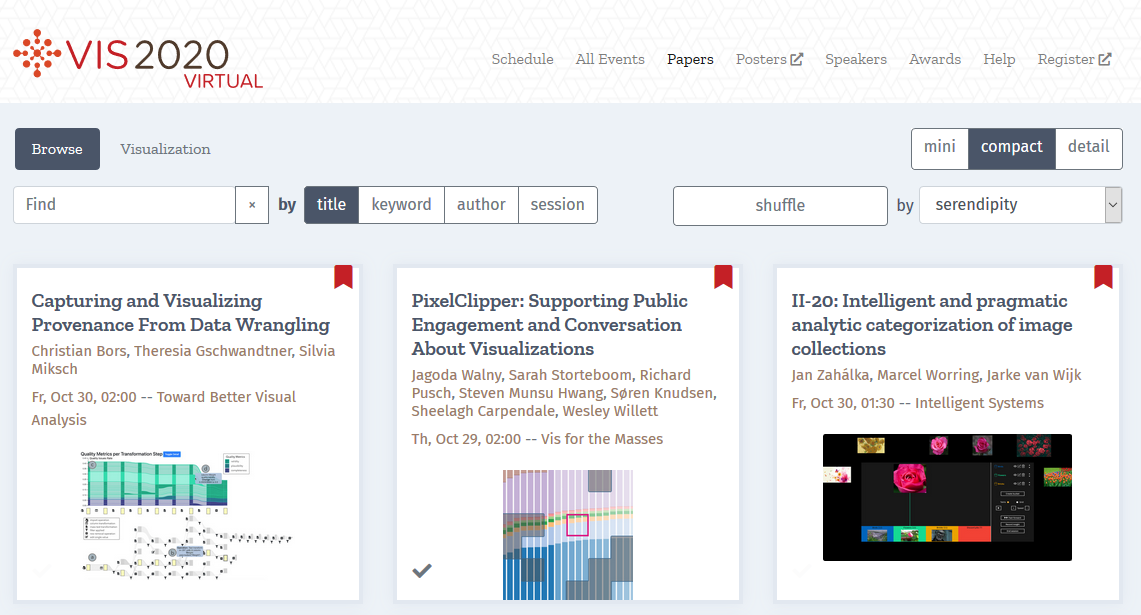 VIS2020
VIRTUAL
Schedule All Events Papers Posters Speakers Awards Help Register
Browse Visualization
mini compact detail
Find × by title keyword author session
shuffle by serendipity
Capturing and Visualizing
Provenance From Data Wrangling
Christian Bors, Theresia Gschwandtner, Silvia
Miksch
Fr, Oct 30, 02:00 -- Toward Better Visual
Analysis
Quality Metrics per Transformation Step
PixelClipper: Supporting Public
Engagement and Conversation
About Visualizations
Jagoda Walny, Sarah Storteboom, Richard
Pusch, Steven Munsu Hwang, Søren Knudsen,
Sheelagh Carpendale, Wesley Willett
Th, Oct 29, 02:00 -- Vis for the Masses
II-20: Intelligent and pragmatic
analytic categorization of image
collections
Jan Zahálka, Marcel Worring, Jarke van Wijk
Fr, Oct 30, 01:30 -- Intelligent Systems